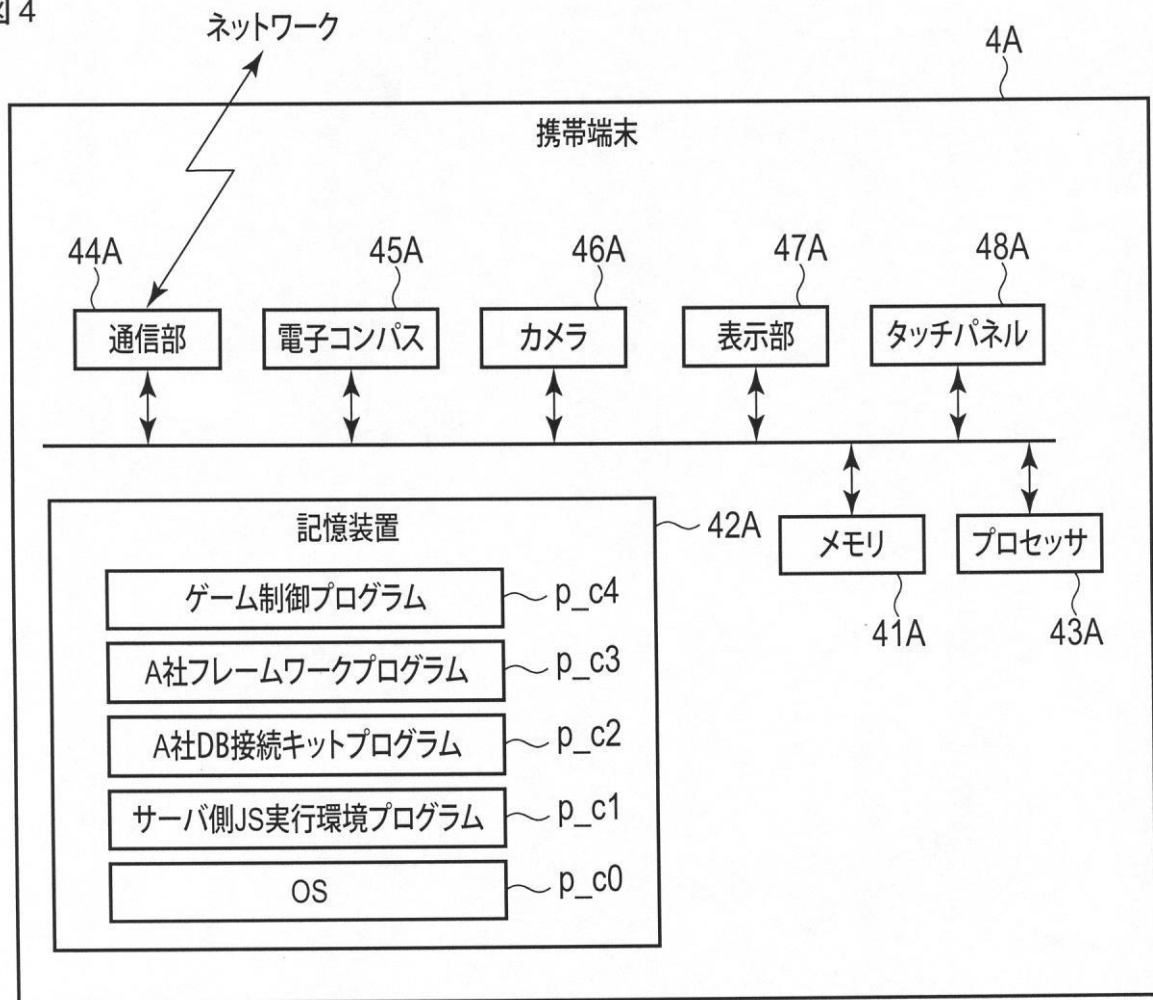 図4
ネットワーク
4A
携帯端末
44A
45A
46A
47A
48A
通信部
電子コンパス
カメラ
表示部
タッチパネル
記憶装置
42A
メモリ
プロセッサ
41A
43A
ゲーム制御プログラム
p_c4
A社フレームワークプログラム
p_c3
A社DB接続キットプログラム
p_c2
サーバ側JS実行環境プログラム
p_c1
OS
p_c0